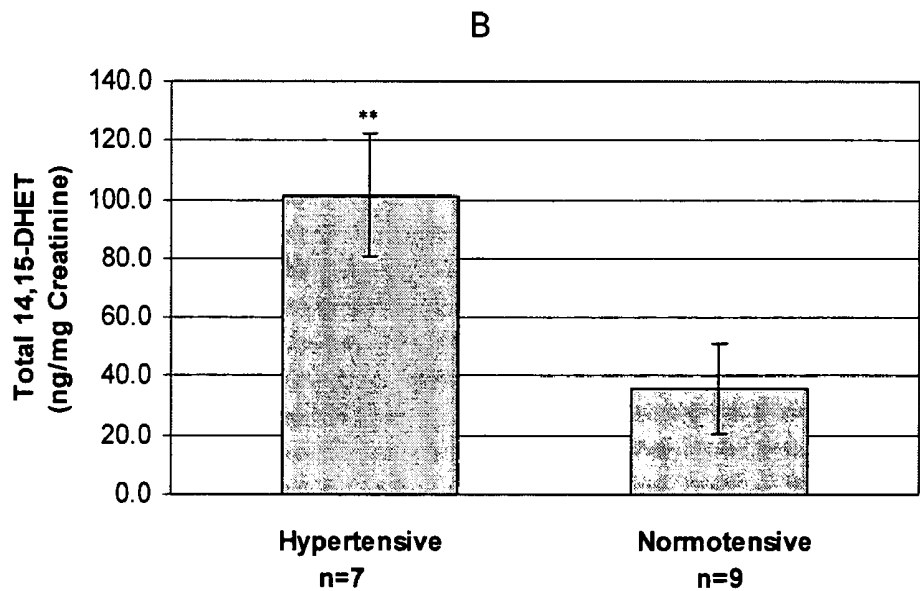 B
140.0
120.0
100.0
80.0
60.0
40.0
20.0
0.0
Total 14,15-DHET
(ng/mg Creatinine)
**
Hypertensive
n=7
Normotensive
n=9